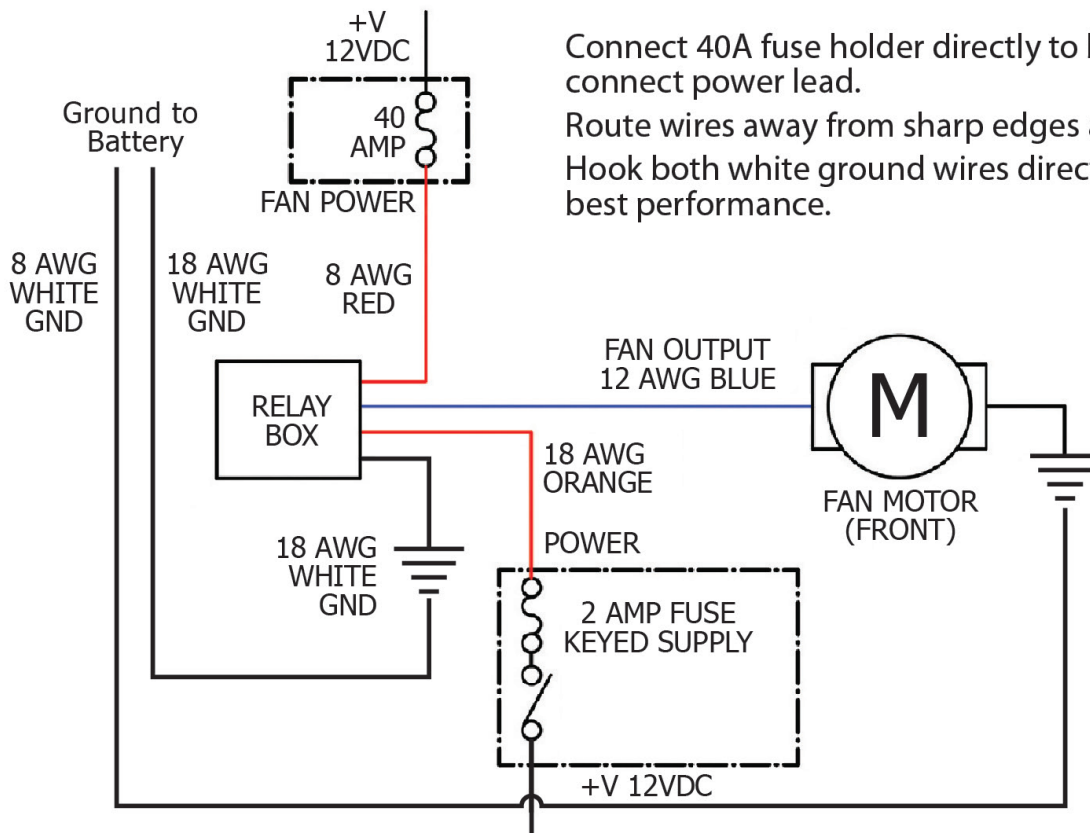 +V
12VDC
Connect 40A fuse holder directly to
connect power lead.
Route wires away from sharp edges
Hook both white ground wires
best performance.
Ground to
Battery
40
AMP
FAN POWER
8 AWG
WHITE
GND
18 AWG
WHITE
GND
8 AWG
RED
FAN OUTPUT
12 AWG BLUE
RELAY
BOX
M
18 AWG
ORANGE
FAN MOTOR
(FRONT)
18 AWG
WHITE
GND
POWER
2 AMP FUSE
KEYED SUPPLY
+V 12VDC